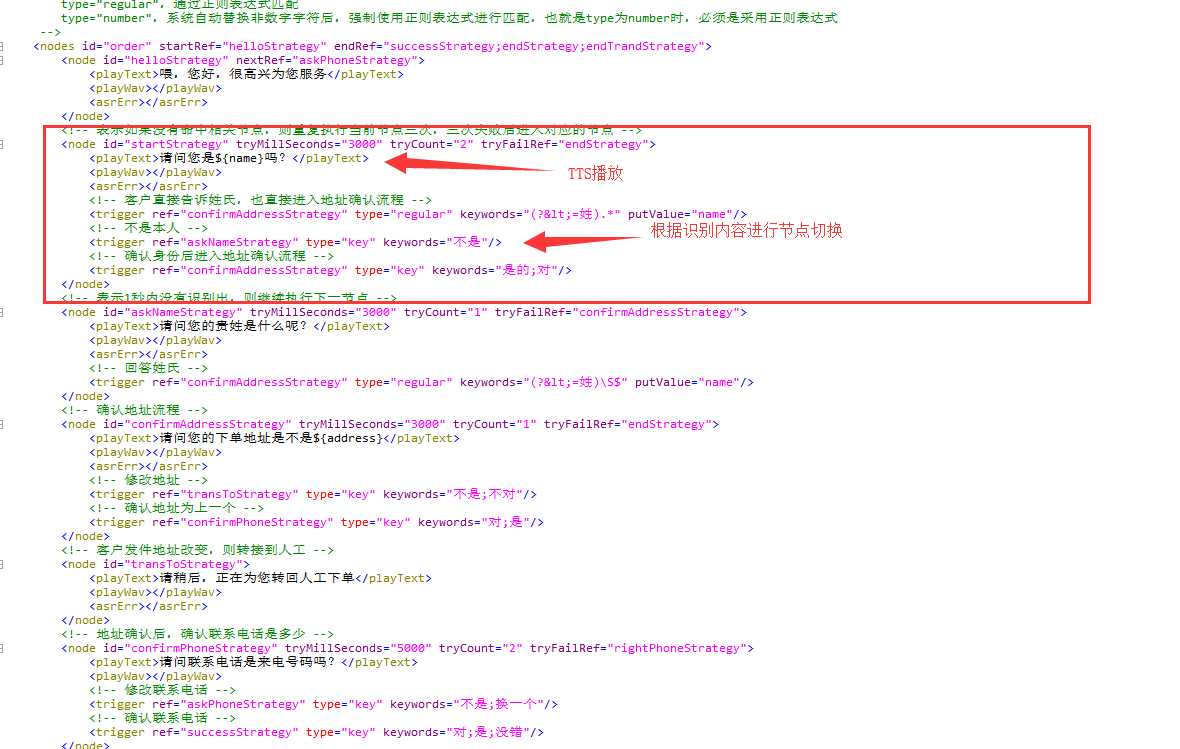 type="regular"，通过正则表达式匹配
type="number"，系统自动替换非数字字符后，强制使用正则表达式进行匹配，也就是type为number时，必须是采用正则表达式
-->
<nodes id="order" startRef="helloStrategy" endRef="successStrategy;endStrategy;endTrandStrategy">
<node id="helloStrategy" nextRef="askPhoneStrategy">
<playText>喂，您好，很高兴为您服务</playText>
<playWav></playWav>
<asrErr></asrErr>
</node>
<!-- 表示如果没有命中相关节点，则重复执行当前节点三次，三次失败后进入对应的节点 -->
<node id="startStrategy" tryMillSeconds="3000" tryCount="2" tryFailRef="endStrategy">
<playText>请问您是${name}吗？</playText>
TTS播放
<playWav></playWav>
<asrErr></asrErr>
<!-- 客户直接告诉姓氏，也直接进入地址确认流程 -->
<trigger ref="confirmAddressStrategy" type="regular" keywords="(?&lt;=姓).*" putValue="name"/>
<!-- 不是本人 -->
<trigger ref="askNameStrategy" type="key" keywords="不是"/>
根据识别内容进行节点切换
<!-- 确认身份后进入地址确认流程 -->
<trigger ref="confirmAddressStrategy" type="key" keywords="是的;对"/>
</node>
<!-- 表示1秒内没有识别出，则继续执行下一节点 -->
<node id="askNameStrategy" tryMillSeconds="3000" tryCount="1" tryFailRef="confirmAddressStrategy">
<playText>请问您的贵姓是什么呢？</playText>
<playWav></playWav>
<asrErr></asrErr>
<!-- 回答姓氏 -->
<trigger ref="confirmAddressStrategy" type="regular" keywords="(?&lt;=姓)\S$" putValue="name"/>
</node>
<!-- 确认地址流程 -->
<node id="confirmAddressStrategy" tryMillSeconds="3000" tryCount="1" tryFailRef="endStrategy">
<playText>请问您的下单地址是不是${address}</playText>
<playWav></playWav>
<asrErr></asrErr>
<!-- 修改地址 -->
<trigger ref="transToStrategy" type="key" keywords="不是;不对"/>
<!-- 确认地址为上一个 -->
<trigger ref="confirmPhoneStrategy" type="key" keywords="对;是"/>
</node>
<!-- 客户发件地址改变，则转接到人工 -->
<node id="transToStrategy">
<playText>请稍后，正在为您转回人工下单</playText>
<playWav></playWav>
<asrErr></asrErr>
</node>
<!-- 地址确认后，确认联系电话是多少 -->
<node id="confirmPhoneStrategy" tryMillSeconds="5000" tryCount="2" tryFailRef="rightPhoneStrategy">
<playText>请问联系电话是来电号码吗？</playText>
<playWav></playWav>
<!-- 修改联系电话 -->
<trigger ref="askPhoneStrategy" type="key" keywords="不是;换一个"/>
<!-- 确认联系电话 -->
<trigger ref="successStrategy" type="key" keywords="对;是;没错"/>
</node>